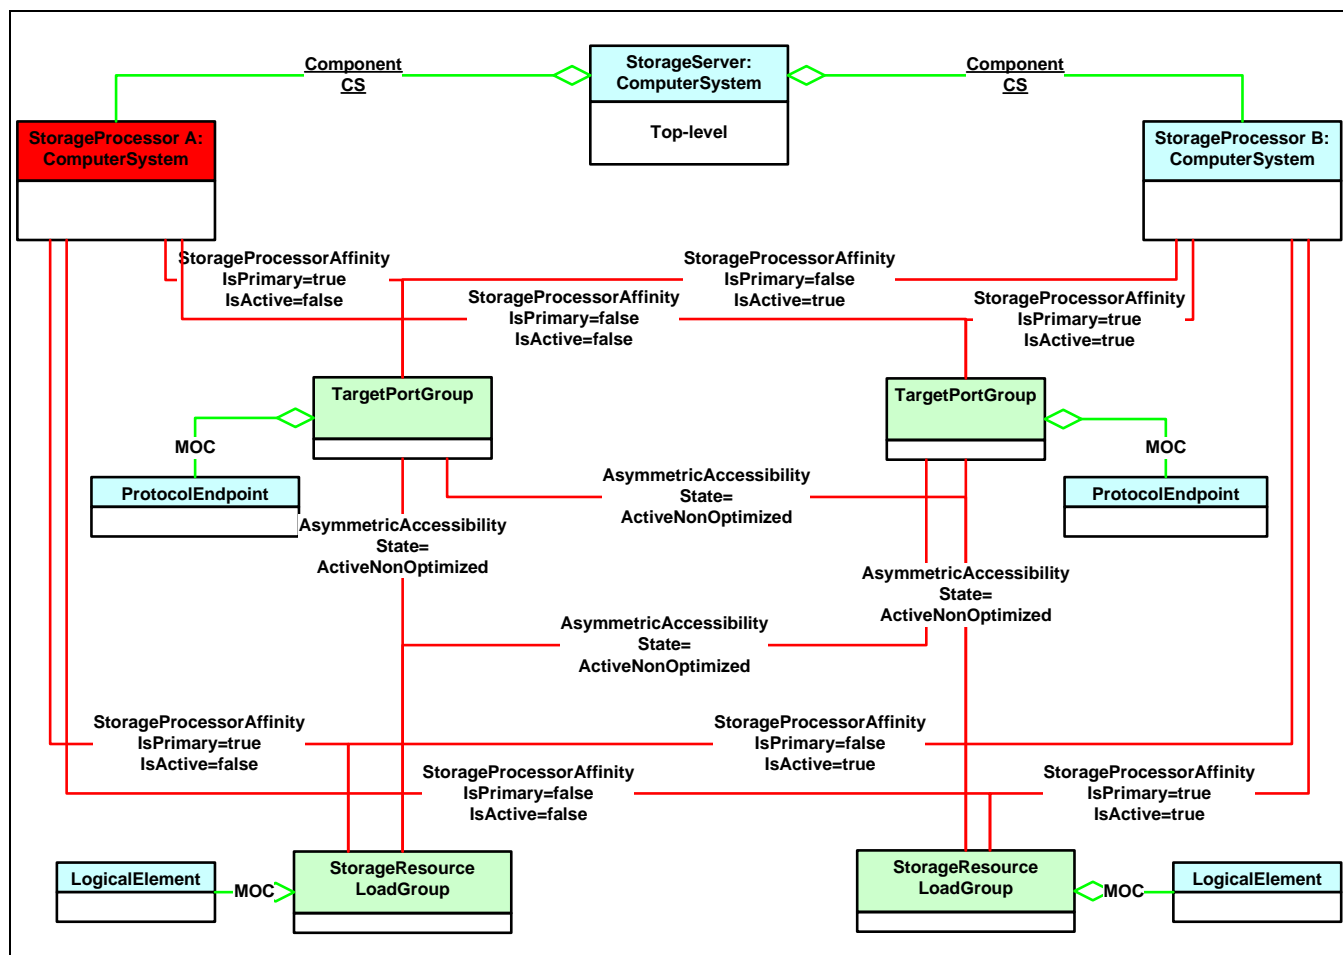 Component
CS
StorageServer:
ComputerSystem
Top-level
Component
CS
StorageProcessor A:
ComputerSystem
StorageProcessor B:
ComputerSystem
StorageProcessorAffinity
IsPrimary=true
IsActive=false
StorageProcessorAffinity
IsPrimary=false
IsActive=true
StorageProcessorAffinity
IsPrimary=false
IsActive=false
StorageProcessorAffinity
IsPrimary=true
IsActive=true
TargetPortGroup
TargetPortGroup
MOC
MOC
ProtocolEndpoint
ProtocolEndpoint
AsymmetricAccessibility
State=
ActiveNonOptimized
AsymmetricAccessibility
State=
ActiveNonOptimized
AsymmetricAccessibility
State=
ActiveNonOptimized
AsymmetricAccessibility
State=
ActiveNonOptimized
StorageProcessorAffinity
IsPrimary=true
IsActive=false
StorageProcessorAffinity
IsPrimary=false
IsActive=true
StorageProcessorAffinity
IsPrimary=false
IsActive=false
StorageProcessorAffinity
IsPrimary=true
IsActive=true
LogicalElement
MOC
StorageResource
LoadGroup
StorageResource
LoadGroup
MOC
LogicalElement